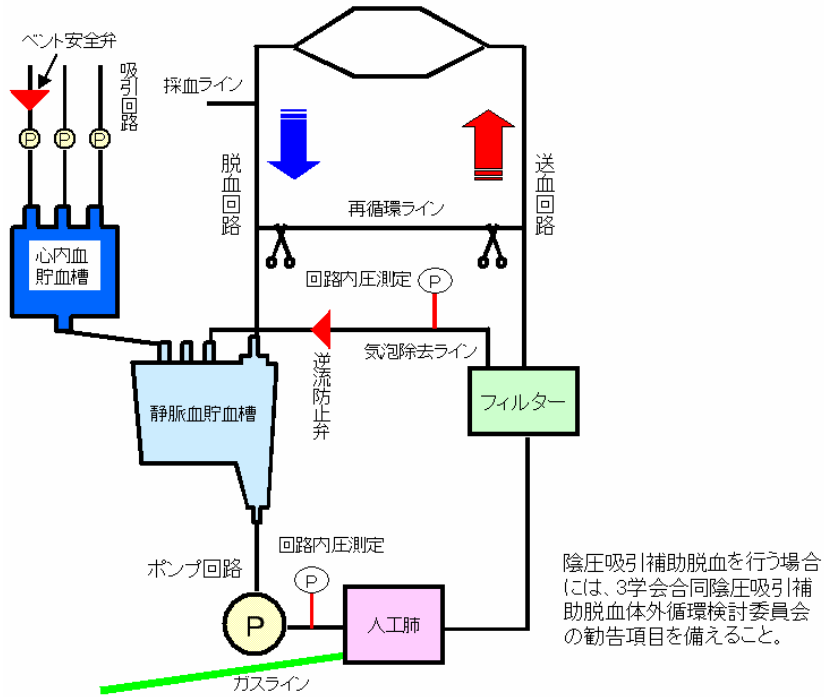 ベント安全弁
吸引回路
P
P
P
採血ライン
脱血回路
送血回路
再循環ライン
心内血
貯血槽
回路内圧測定
P
気泡除去ライン
逆流防止弁
フィルター
静脈血貯血槽
ポンプ回路
回路内圧測定
P
P
人工肺
ガスライン
陰圧吸引補助脱血を行う場合
には、3学会合同陰圧吸引補
助脱血体外循環検討委員会
の勧告項目を備えること。